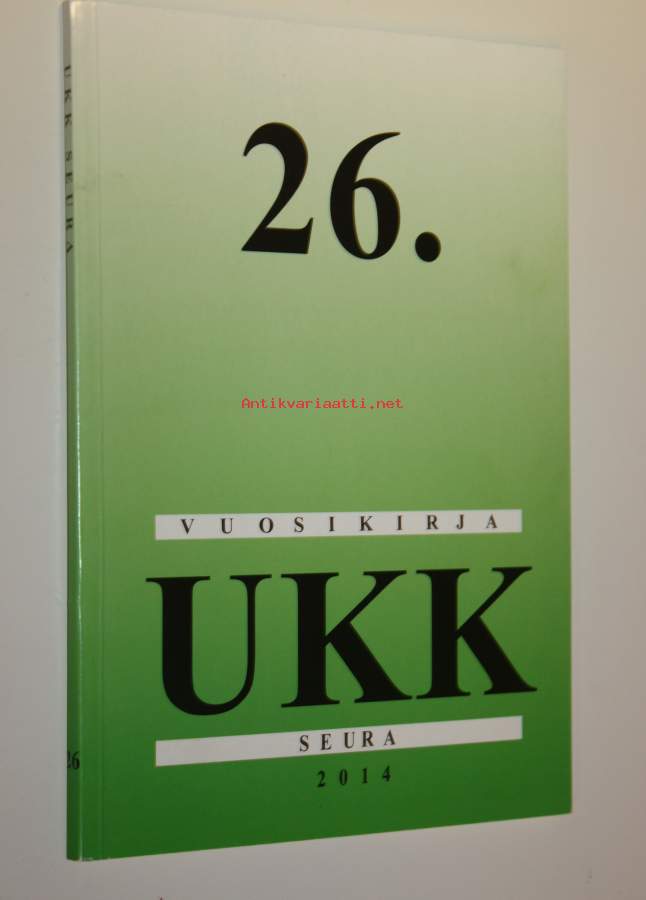 UKK SEURA
26.
Antikvariaatti.net
VUOSIKIRJA
UKK
SEURA
2014
26